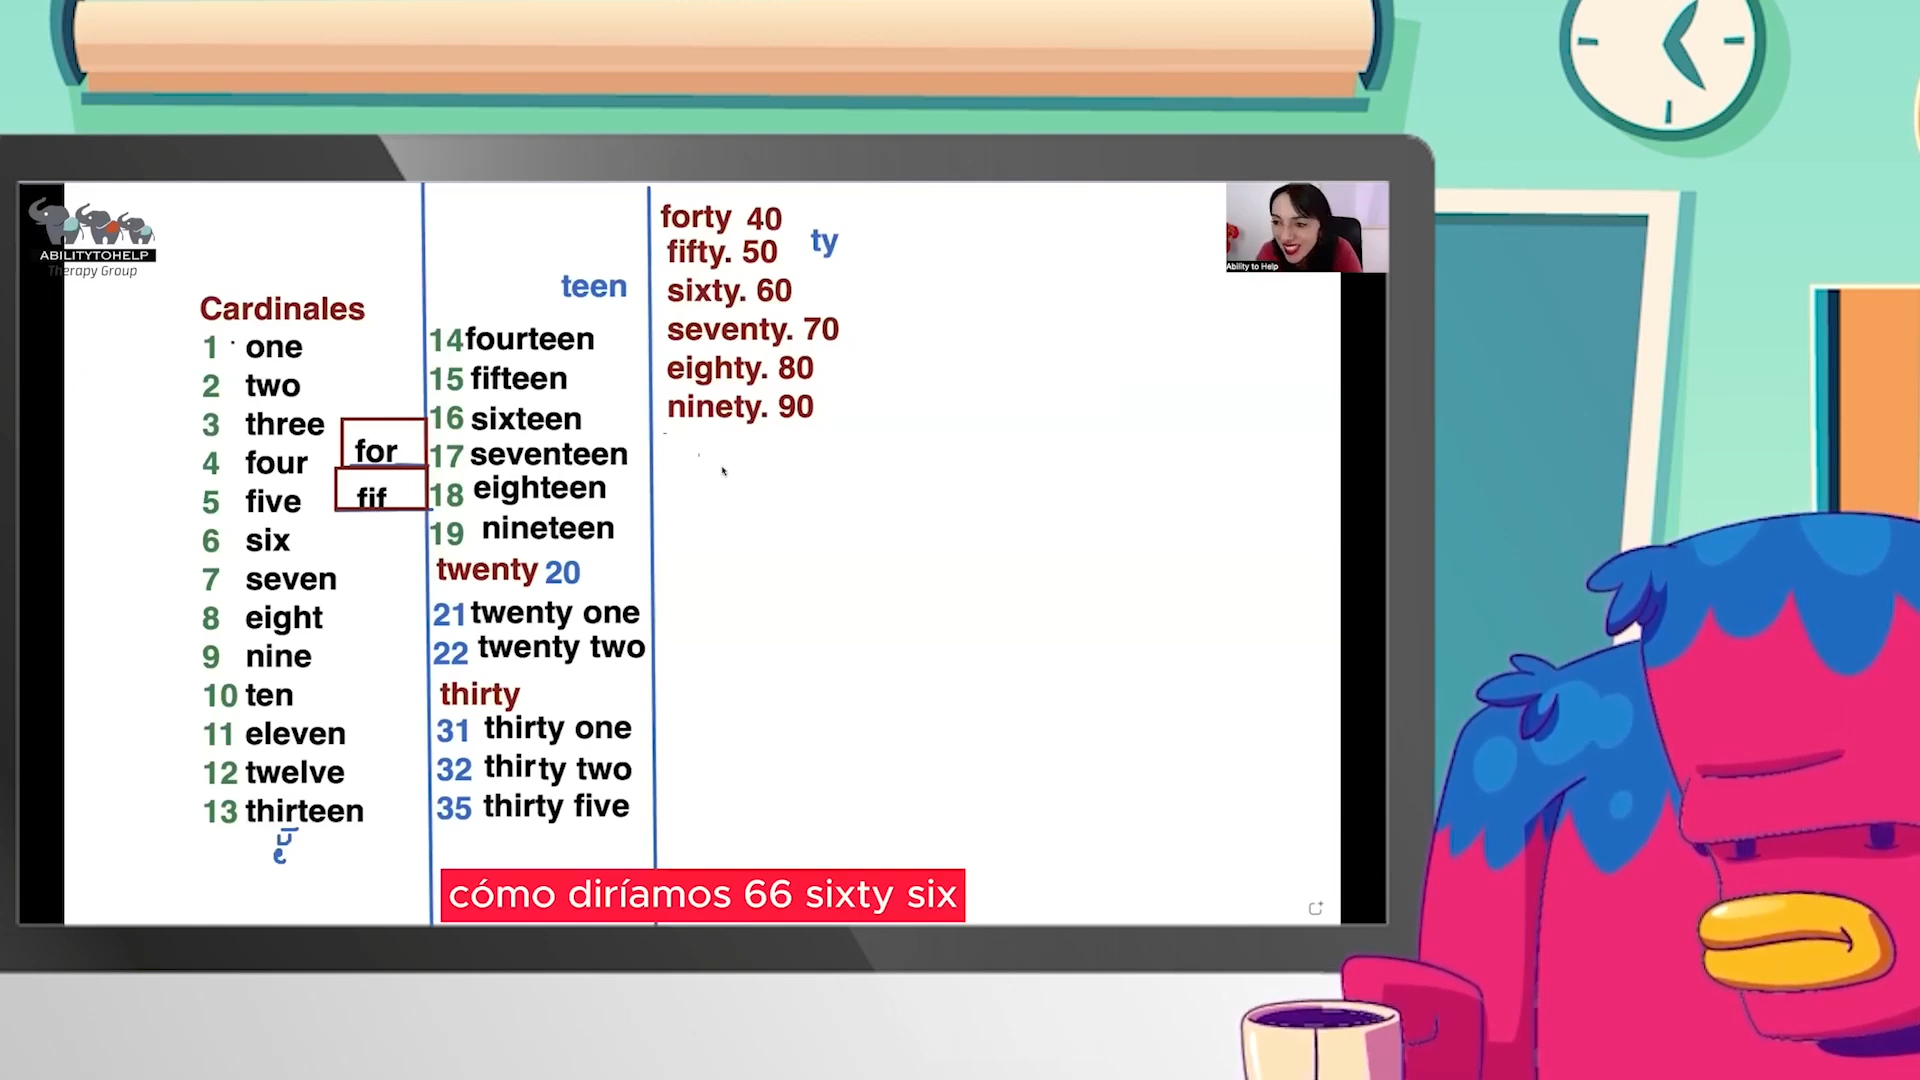 ABILITYTOHELP
Therapy Group
Cardinales
1 one
2 two
3 three
4 four
5 five
6 six
7 seven
8 eight
9 nine
10 ten
11 eleven
12 twelve
13 thirteen
for
fif
teen
14 fourteen
15 fifteen
16 sixteen
17 seventeen
18 eighteen
19 nineteen
twenty 20
21 twenty one
22 twenty two
thirty
31 thirty one
32 thirty two
35 thirty five
forty 40
fifty. 50
ty
sixty. 60
seventy. 70
eighty. 80
ninety. 90
Ability to Help
cómo diríamos 66 sixty six